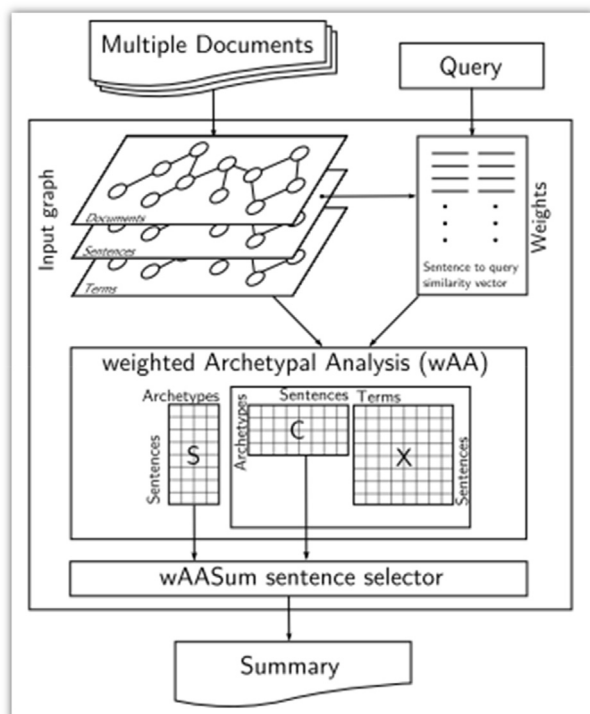 Multiple Documents
Query
Input graph
Documents
Sentences
Terms
Sentence to query
similarity vector
Weights
weighted Archetypal Analysis (wAA)
Archetypes
Sentences
S
Sentences
Terms
Archetypes
C
X
Sentences
wAASum sentence selector
Summary